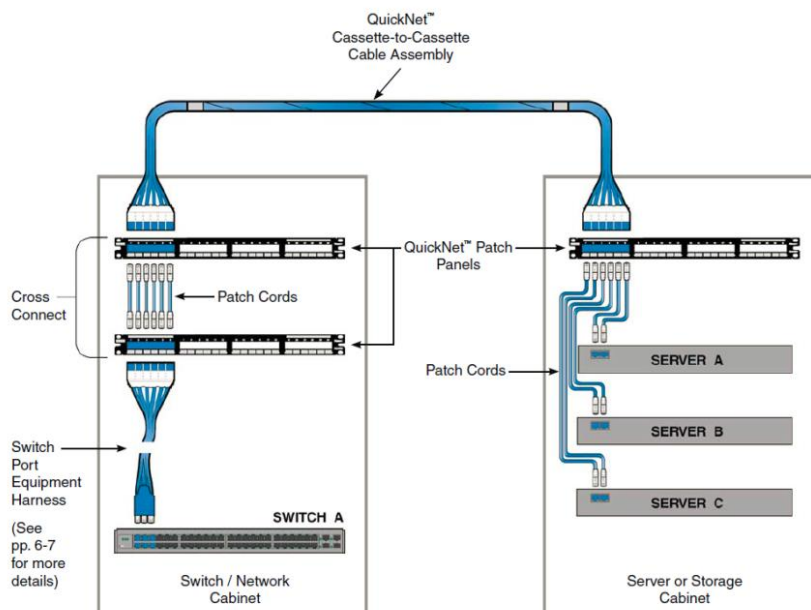 QuickNet™
Cassette-to-Cassette
Cable Assembly
QuickNet™ Patch
Panels
Cross
Connect
Patch Cords
Patch Cords
SERVER A
SERVER B
SERVER C
Switch
Port
Equipment
Harness
(See
pp. 6-7
for more
details)
SWITCH A
Switch / Network
Cabinet
Server or Storage
Cabinet